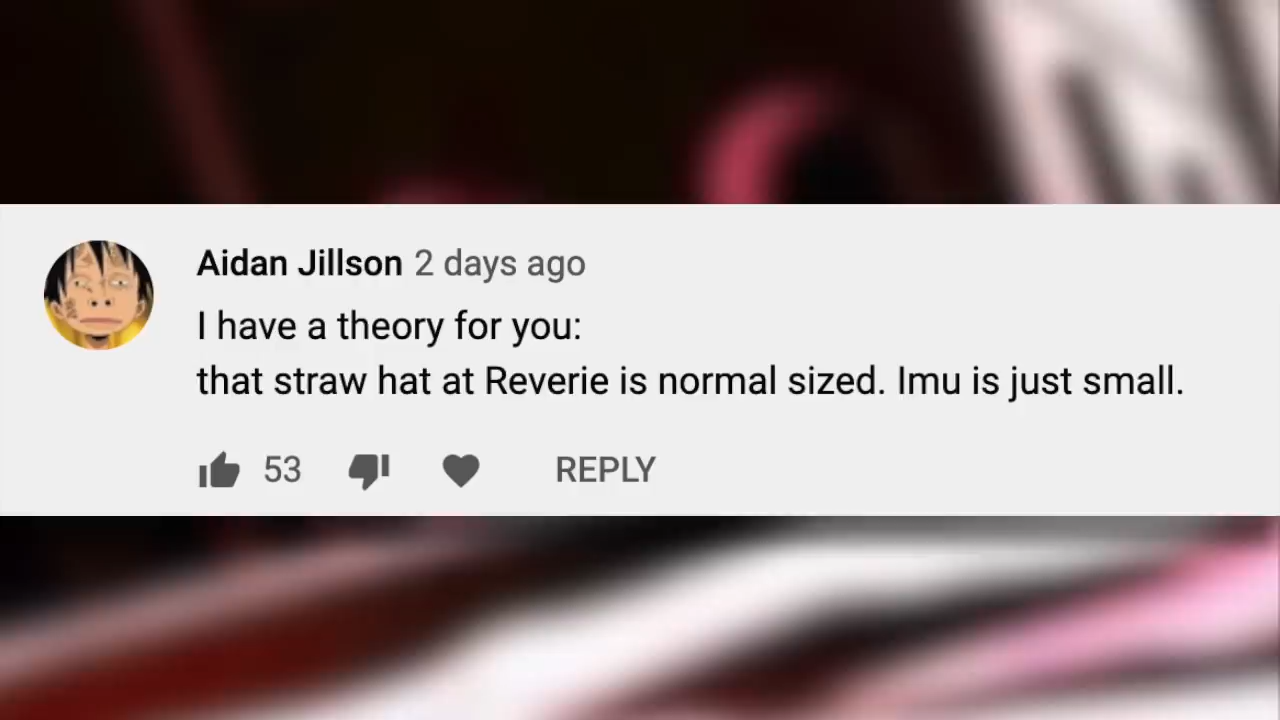 Aidan Jillson 2 days ago
I have a theory for you:
that straw hat at Reverie is normal sized. Imu is just small.
53 REPLY